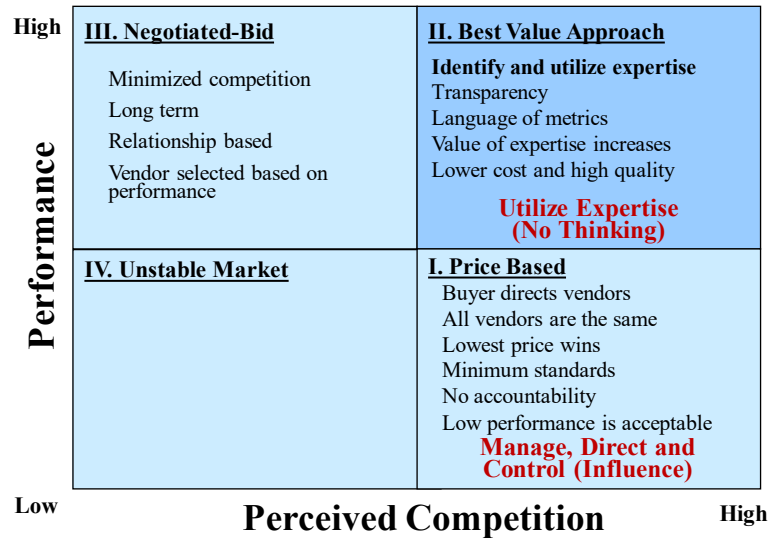 High
III. Negotiated-Bid
Minimized competition
Long term
Relationship based
Vendor selected based on
performance
II. Best Value Approach
Identify and utilize expertise
Transparency
Language of metrics
Value of expertise increases
Lower cost and high quality
Utilize Expertise
(No Thinking)
Performance
IV. Unstable Market
I. Price Based
Buyer directs vendors
All vendors are the same
Lowest price wins
Minimum standards
No accountability
Low performance is acceptable
Manage, Direct and
Control (Influence)
Low
Perceived Competition
High